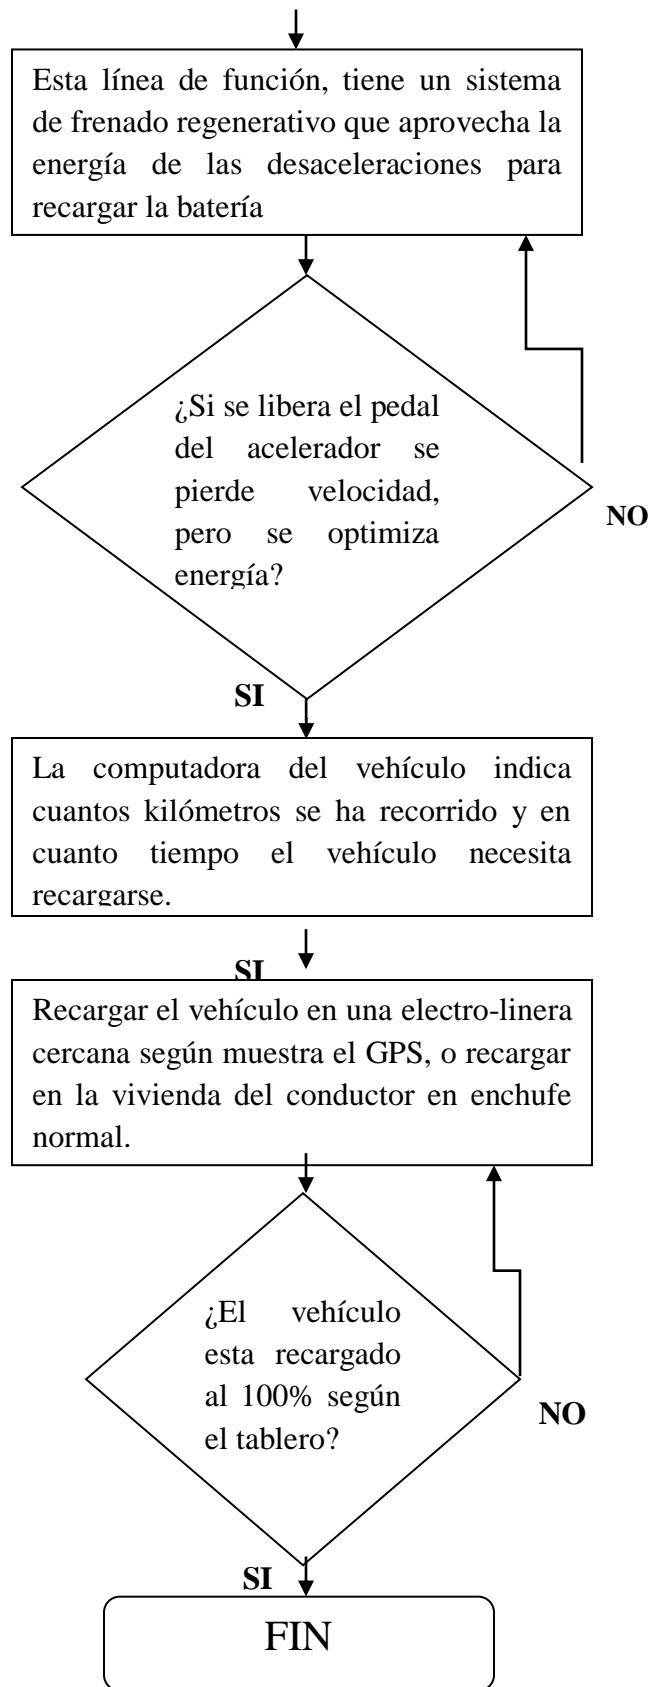 Esta línea de función, tiene un sistema
de frenado regenerativo que aprovecha la
energía de las desaceleraciones para
recargar la batería
¿Si se libera el pedal
del acelerador se
pierde velocidad,
pero se optimiza
energía?
NO
SI
La computadora del vehículo indica
cuantos kilómetros se ha recorrido y en
cuanto tiempo el vehículo necesita
recargarse.
SI
Recargar el vehículo en una electro-linera
cercana según muestra el GPS, o recargar
en la vivienda del conductor en enchufe
normal.
¿El vehículo
esta recargado
al 100% según
el tablero?
NO
SI
FIN